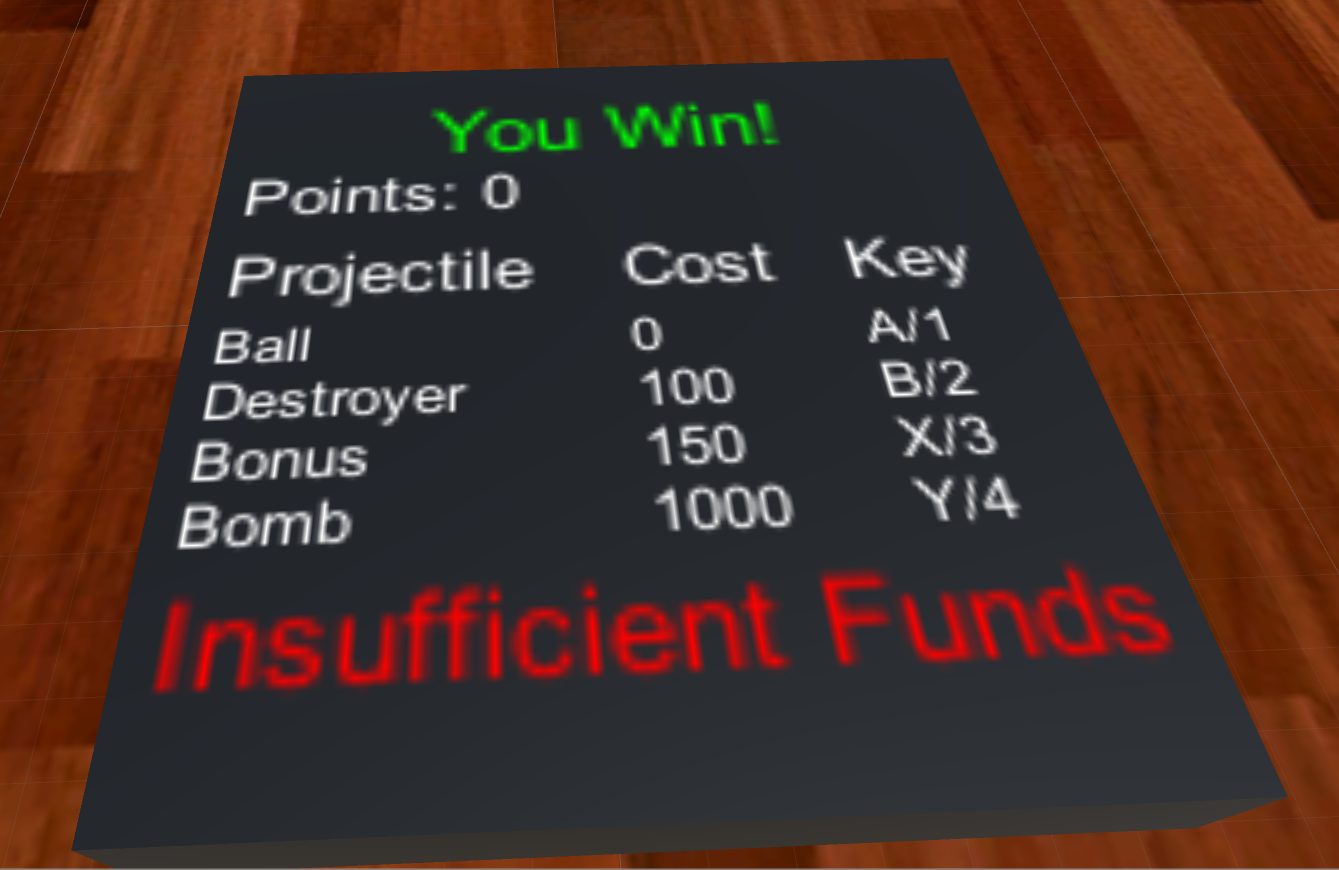 You Win!
Points: 0
Projectile Cost Key
Ball 0 A/1
Destroyer 100 B/2
Bonus 150 X/3
Bomb 1000 Y/4
Insufficient Funds